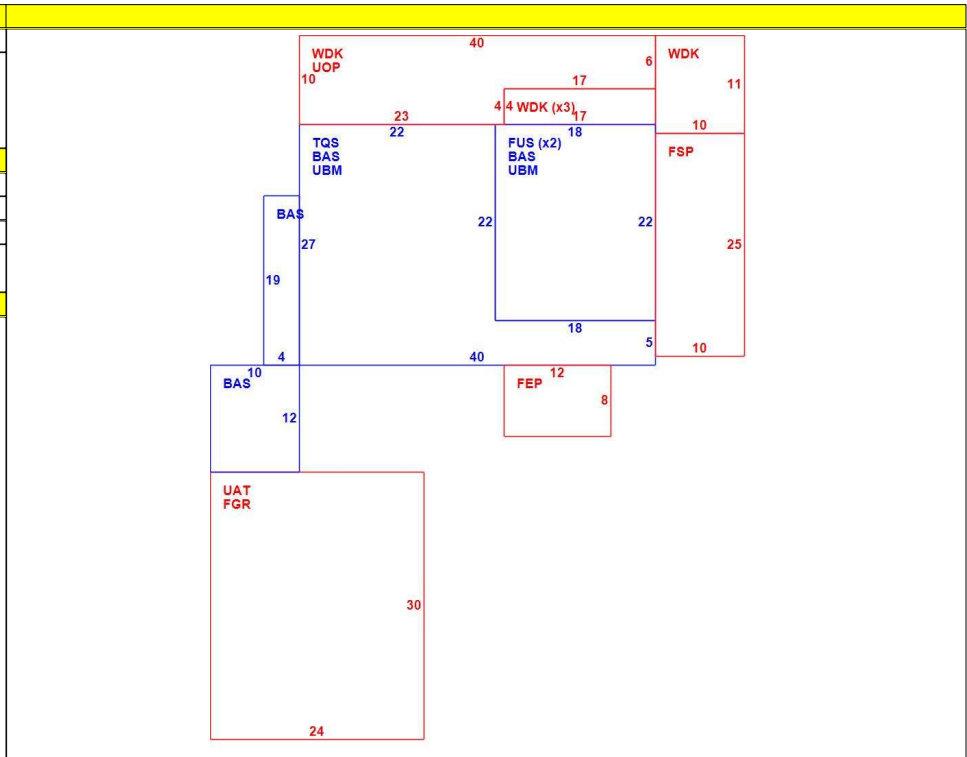 40
WDK
UOP
10
6
WDK
11
17
4 4 WDK (x3)
17
10
23
22
18
TQS
BAS
UBM
FUS (x2)
BAS
UBM
FSP
BAS
27
22
22
25
19
18
5
4
40
10
10
BAS
12
FEP
8
12
UAT
FGR
30
24